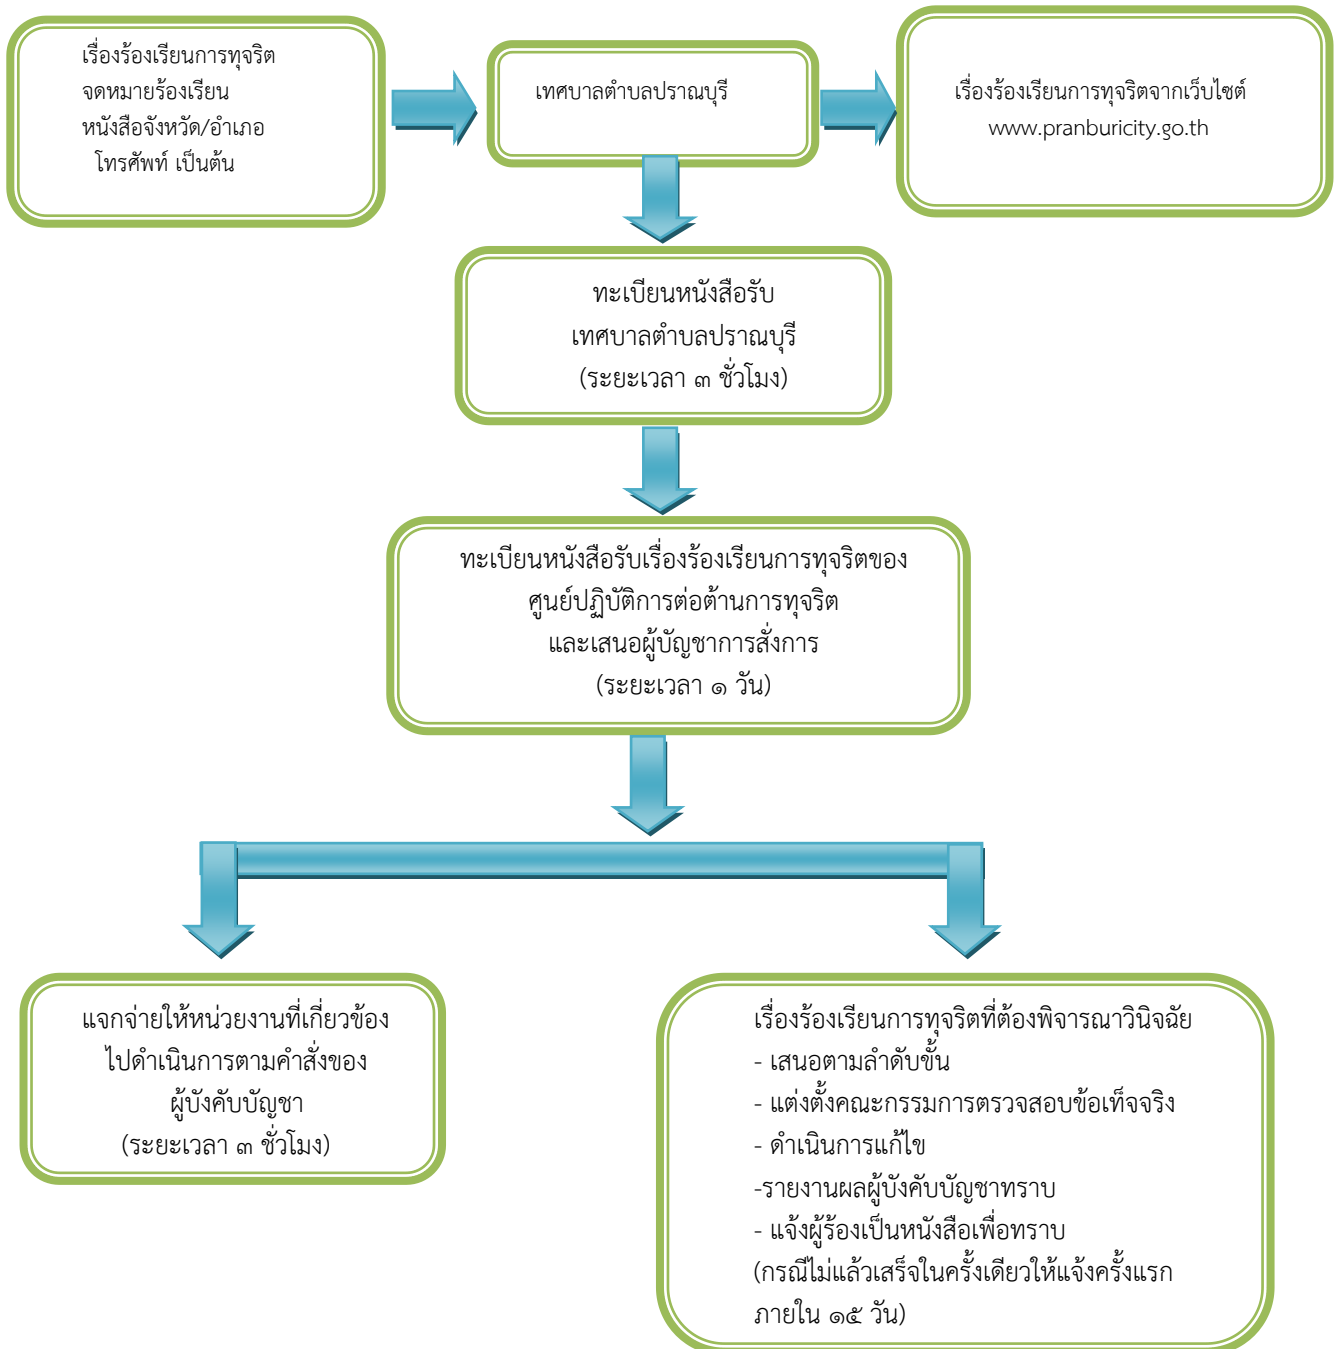 เรื่องร้องเรียนการทุจริต
จดหมายร้องเรียน
หนังสือจังหวัด/อำเภอ
โทรศัพท์ เป็นต้น
เทศบาลตำบลปราณบุรี
เรื่องร้องเรียนการทุจริตจากเว็บไซต์
www.pranburicity.go.th
ทะเบียนหนังสือรับ
เทศบาลตำบลปราณบุรี
(ระยะเวลา ๓ ชั่วโมง)
ทะเบียนหนังสือรับเรื่องร้องเรียนการทุจริตของ
ศูนย์ปฏิบัติการต่อต้านการทุจริต
และเสนอผู้บัญชาการสั่งการ
(ระยะเวลา ๑ วัน)
แจกจ่ายให้หน่วยงานที่เกี่ยวข้อง
ไปดำเนินการตามคำสั่งของ
ผู้บังคับบัญชา
(ระยะเวลา ๓ ชั่วโมง)
เรื่องร้องเรียนการทุจริตที่ต้องพิจารณาวินิจฉัย
- เสนอตามลำดับขั้น
- แต่งตั้งคณะกรรมการตรวจสอบข้อเท็จจริง
- ดำเนินการแก้ไข
-รายงานผลผู้บังคับบัญชาทราบ
- แจ้งผู้ร้องเป็นหนังสือเพื่อทราบ
(กรณีไม่แล้วเสร็จในครั้งเดียวให้แจ้งครั้งแรก
ภายใน ๑๕ วัน)